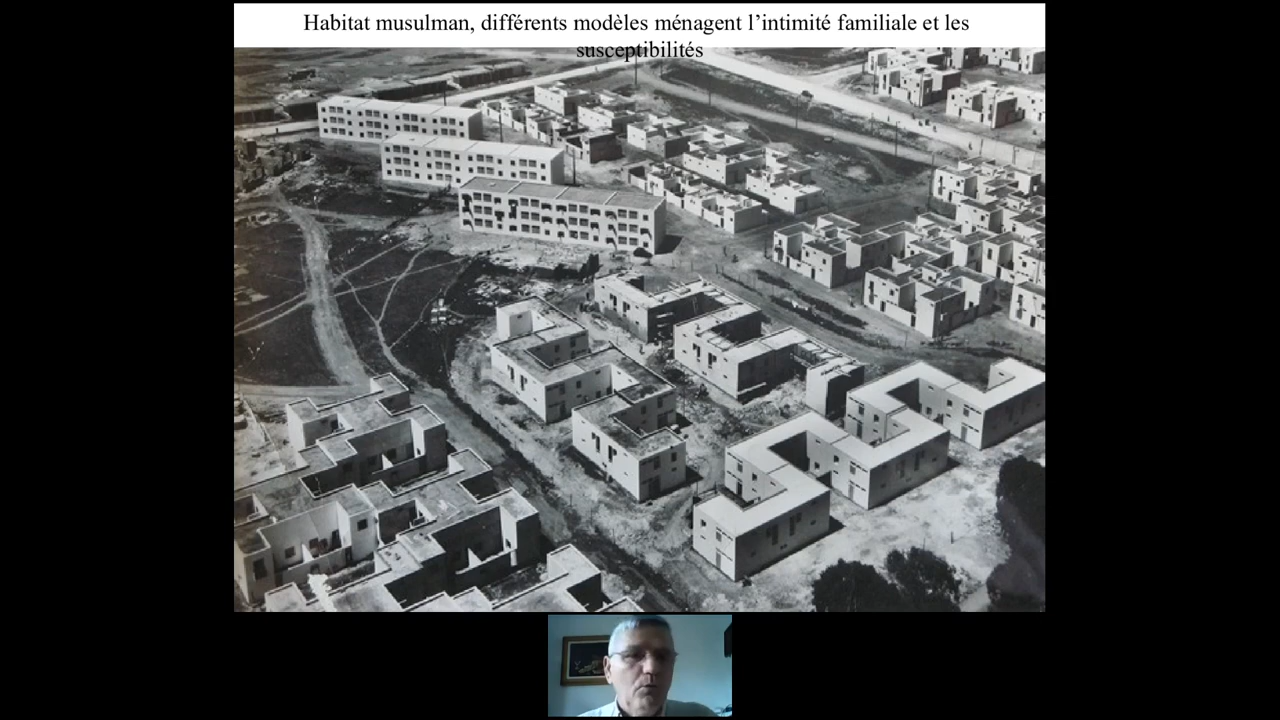 Habitat musulman, différents modèles ménagent l’intimité familiale et les
susceptibilités